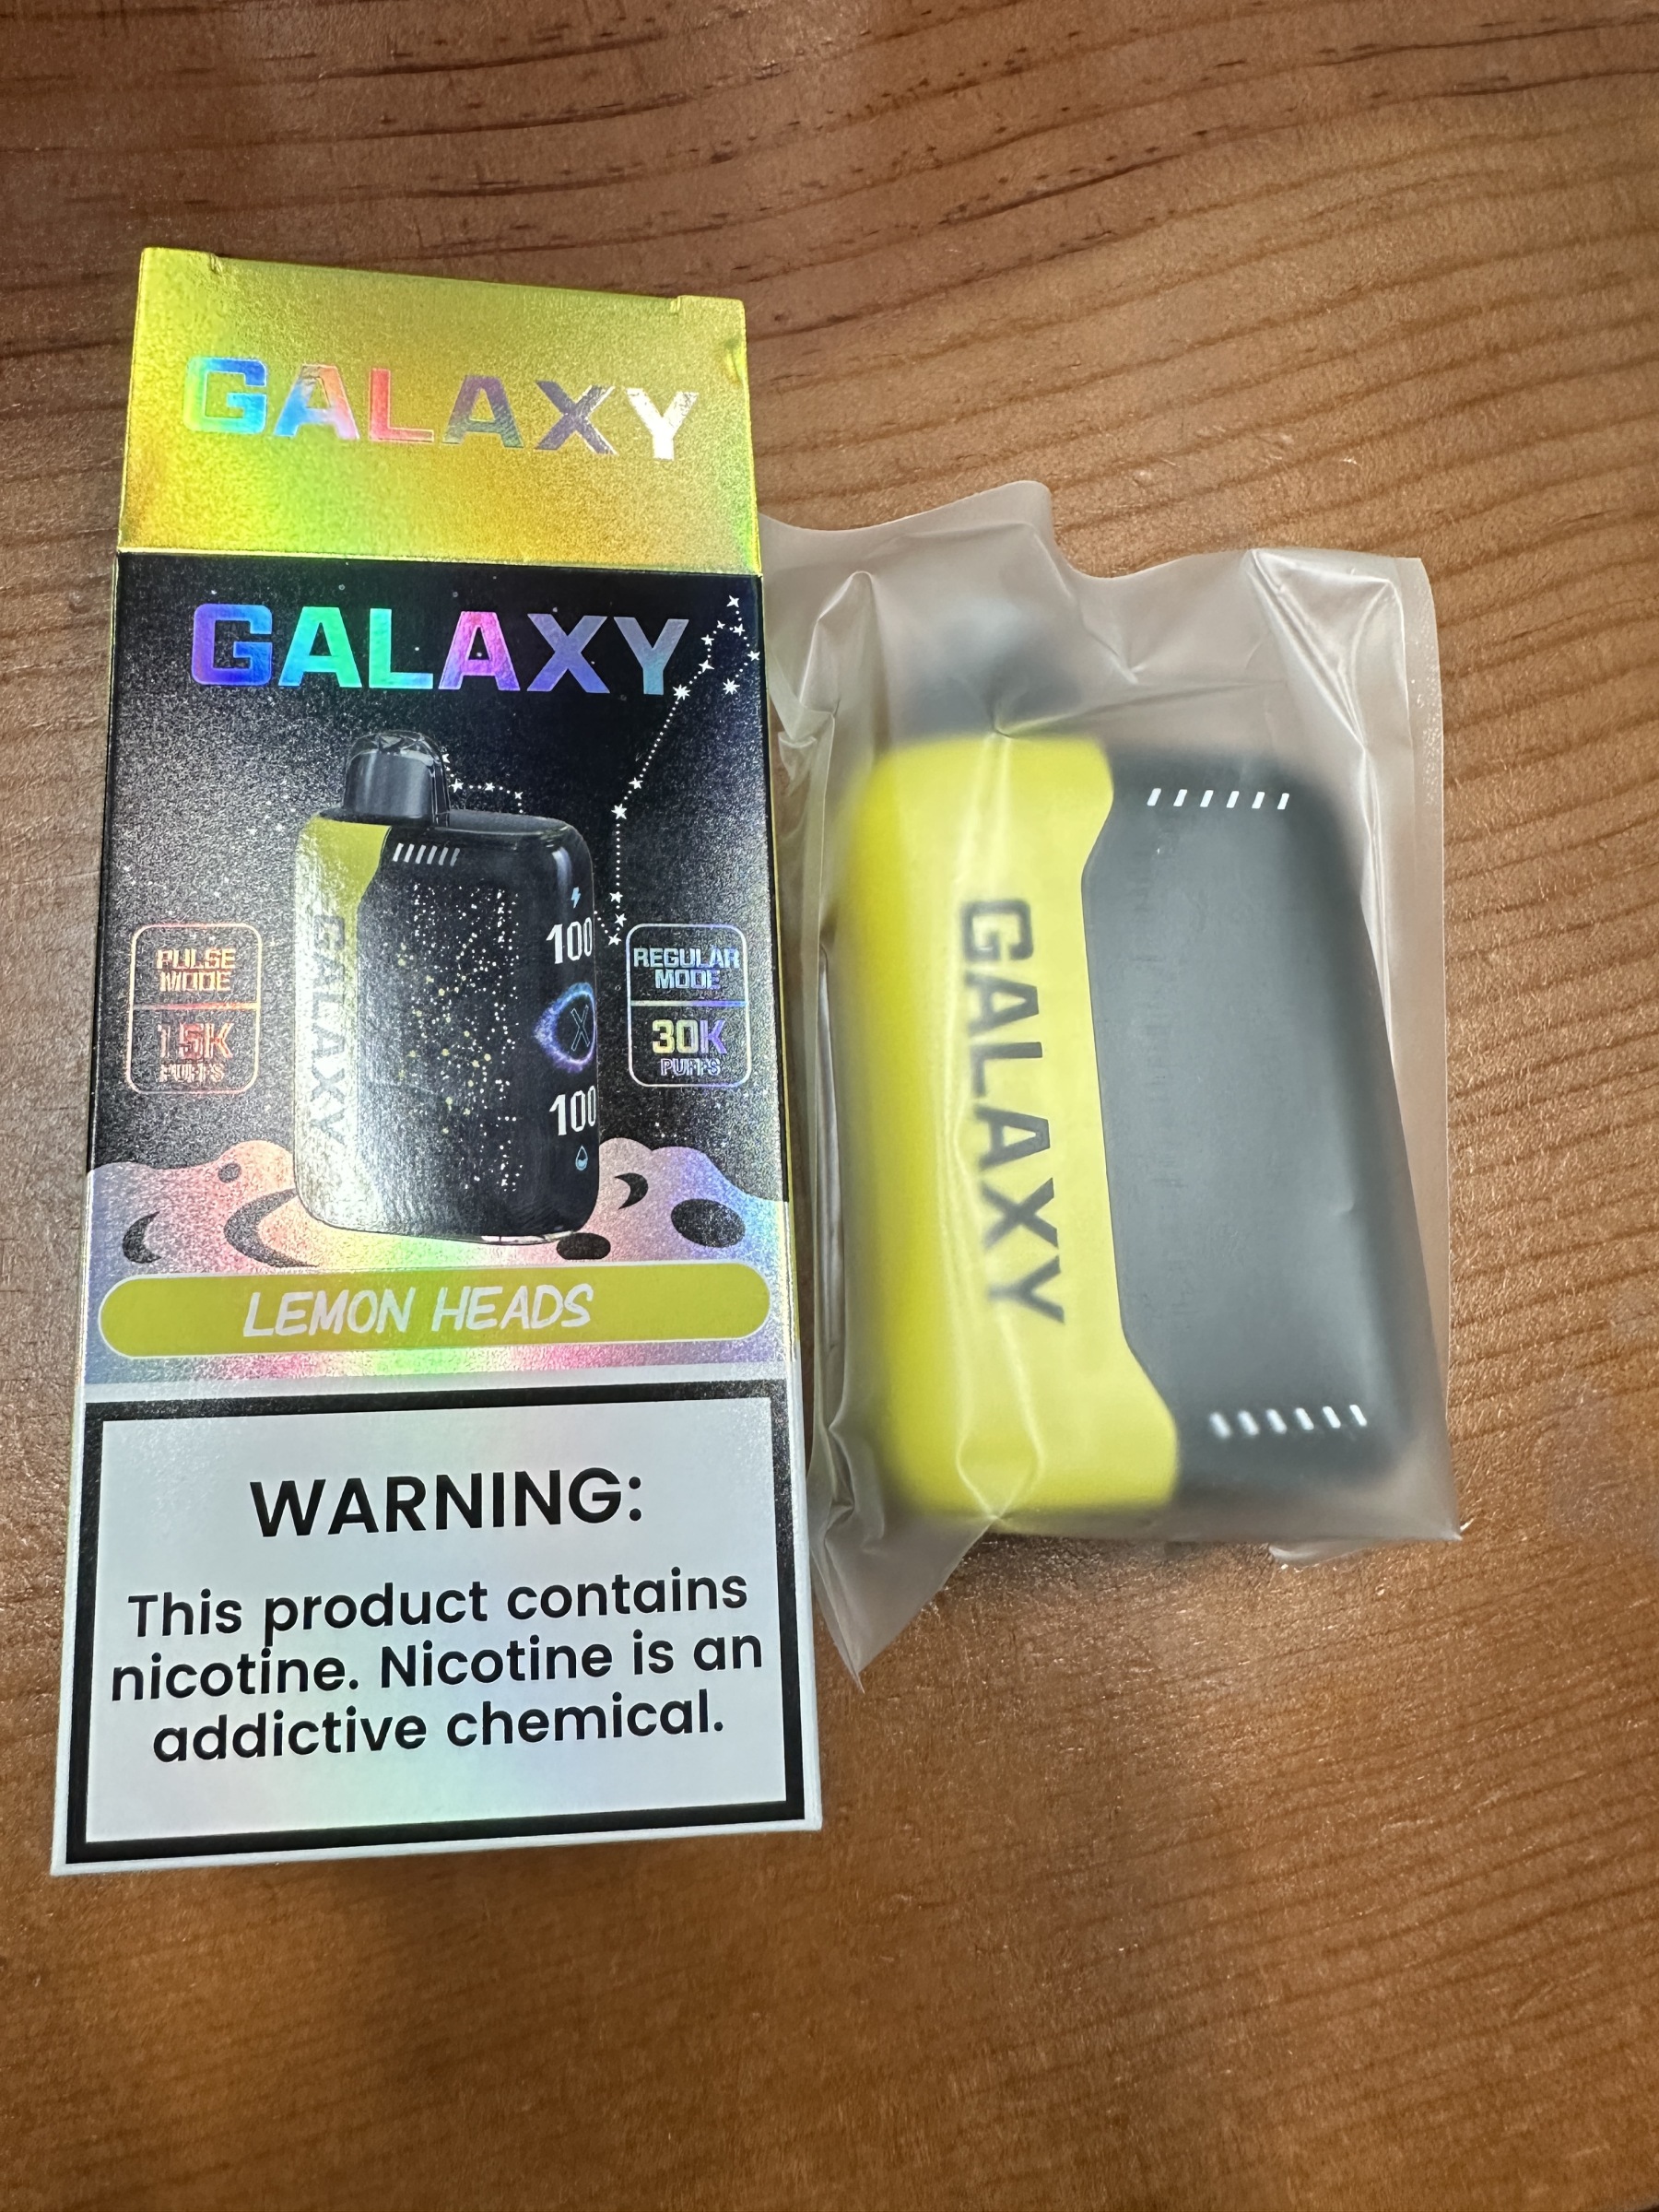 GALAXY
GALAXY
GALAXY
100
100
PULSE
MODE
15K
PUFFS
REGULAR
MODE
30K
PUFFS
LEMON HEADS
WARNING:
This product contains
nicotine. Nicotine is an
addictive chemical.
GALAXY